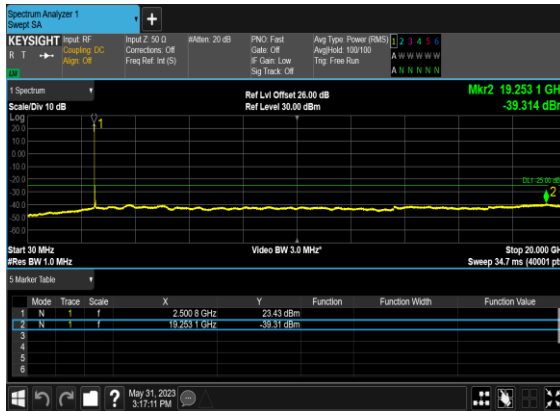 Spectrum Analyzer 1
Swept SA
KEYSIGHT
R T
Input: RF
Coupling: DC
Align: Off
Input Z: 50 Ω
Corrections: Off
Freq Ref: Int (S)
#Atten: 20 dB
PNO: Fast
Gate: Off
IF Gain: Low
Sig Track: Off
Avg Type: Power (RMS)
Avg|Hold: 100/100
Trig: Free Run
1 2 3 4 5 6
A W W W W W
A N N N N N
1 Spectrum
Scale/Div 10 dB
Ref Lvl Offset 26.00 dB
Ref Level 30.00 dBm
Mkr2 19.253 1 GH
-39.314 dBm
Log
20.0
10.0
0.00
-10.0
-20.0
-30.0
-40.0
-50.0
-60.0
1
DL1 -25.00 dB
2
Start 30 MHz
#Res BW 1.0 MHz
Video BW 3.0 MHz*
Stop 20.000 GH
Sweep 34.7 ms (40001 pt
5 Marker Table
Mode Trace Scale X Y Function Function Width Function Value
1 N 1 f 2.500 8 GHz 23.43 dBm
2 N 1 f 19.253 1 GHz -39.31 dBm
3
4
5
6
?
May 31, 2023
3:17:11 PM